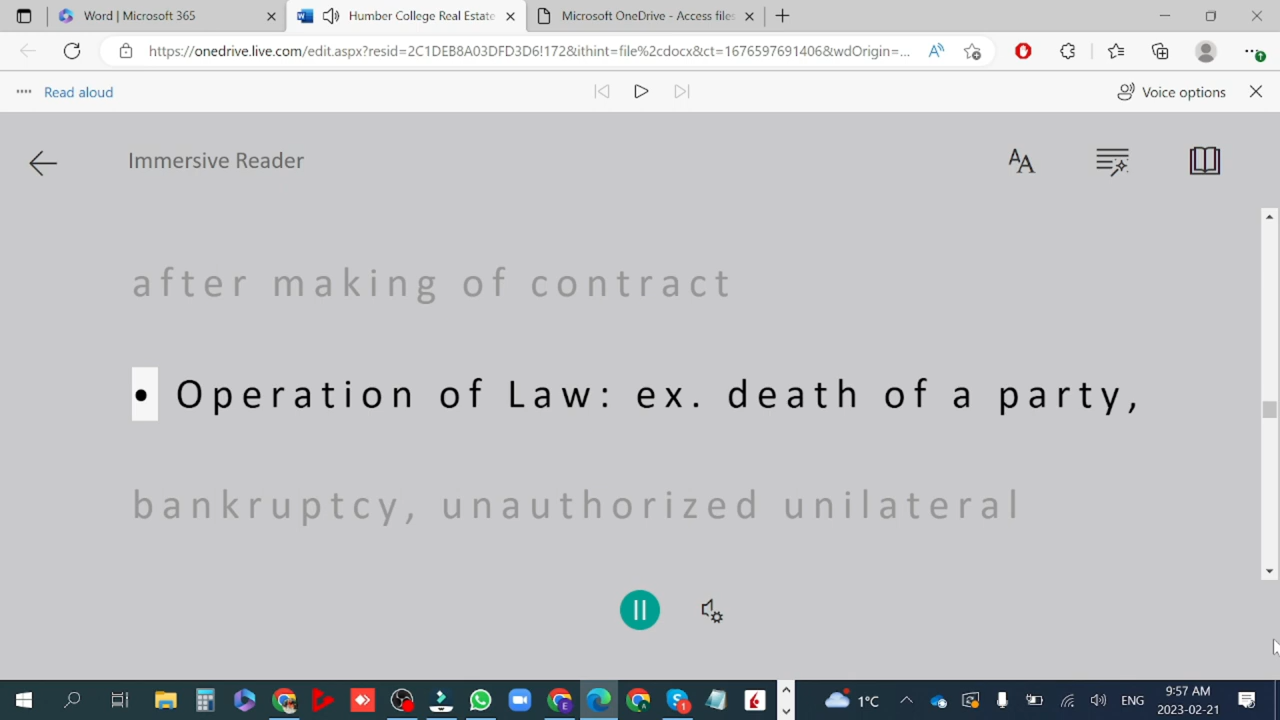 Word | Microsoft 365
Humber College Real Estate
Microsoft OneDrive - Access files
https://onedrive.live.com/edit.aspx?resid=2C1DEB8A03DFD3D6!172&ithint=file%2cdocx&ct=1676597691406&wdOrigin=...
Read aloud
Voice options
Immersive Reader
after making of contract
• Operation of Law: ex. death of a party,
bankruptcy, unauthorized unilateral
1°C
ENG
9:57 AM
2023-02-21